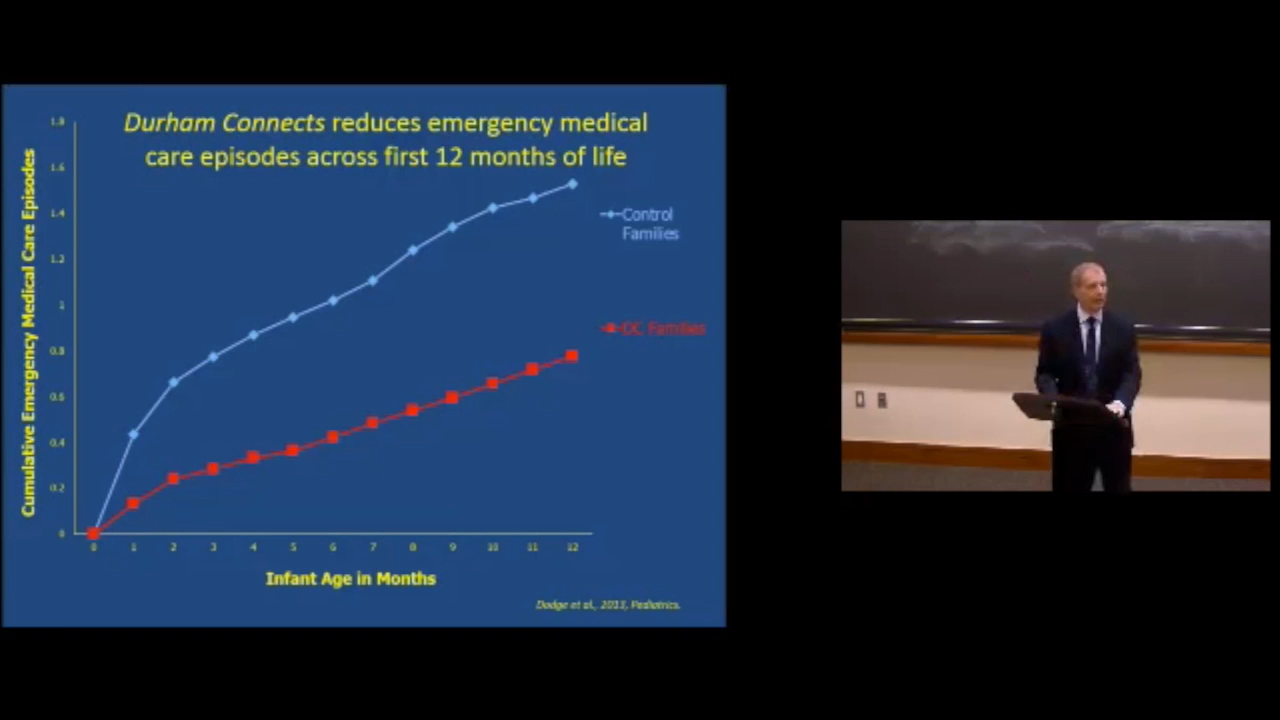 Durham Connects reduces emergency medical
care episodes across first 12 months of life
Cumulative Emergency Medical Care Episodes
1.8
1.6
1.4
1.2
1
0.8
0.6
0.4
0.2
0
0 1 2 3 4 5 6 7 8 9 10 11 12
Infant Age in Months
Control
Families
DC Families
Dodge et al., 2013, Pediatrics.